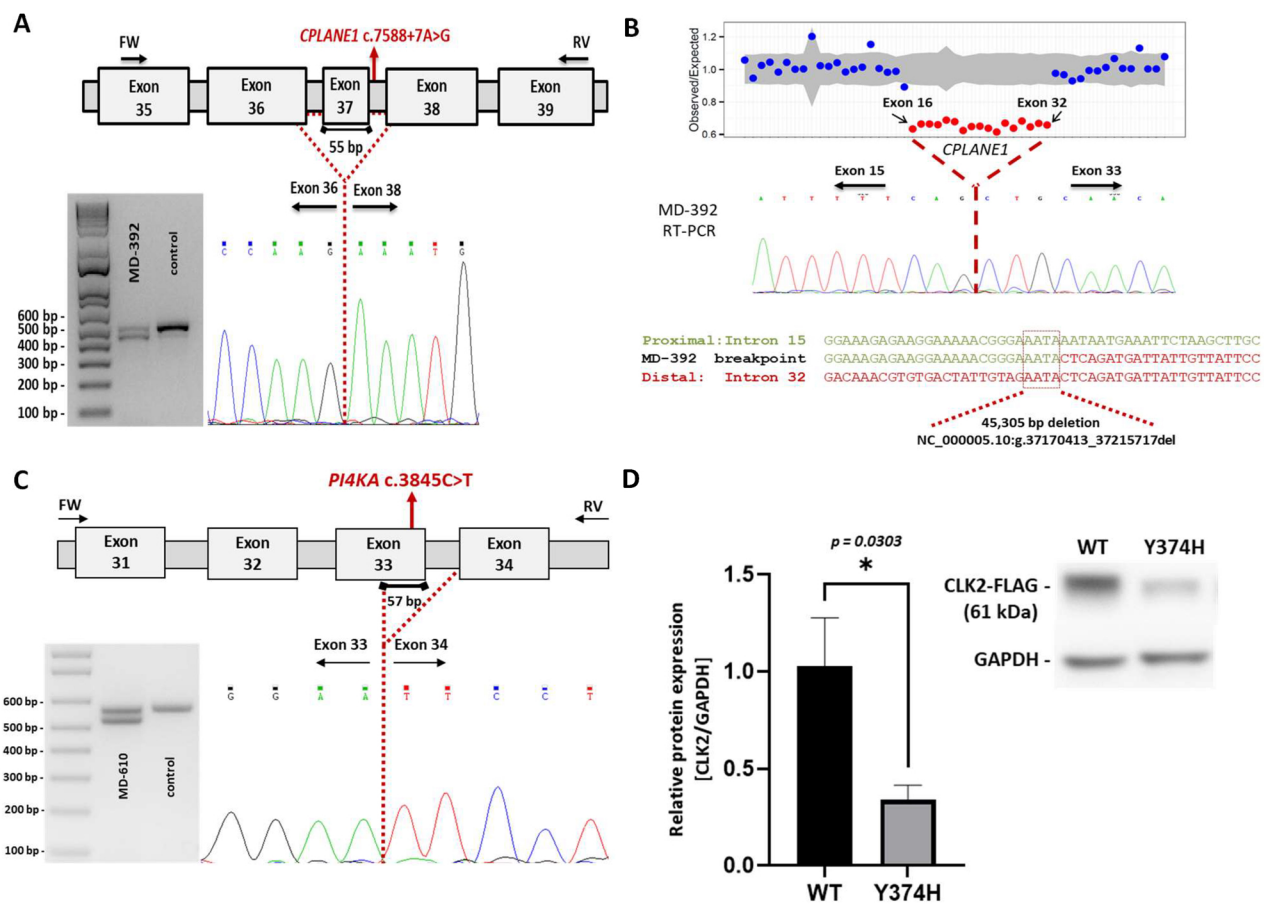 A
CPLANE1 c.7588+7A>G
FW
RV
Exon 35
Exon 36
Exon 37
Exon 38
Exon 39
55 bp
Exon 36
Exon 38
MD-392
control
600 bp -
500 bp -
400 bp -
300 bp -
200 bp -
100 bp -
C C A A G A A A T G
B
Observed/Expected
1.2
1.0
0.8
0.6
Exon 16
Exon 32
CPLANE1
Exon 15
Exon 33
A T T T T T C A G C T G C A A C A
MD-392
RT-PCR
Proximal: Intron 15 GGAAAGAGAAGGAAAAACGGGAAATAAATAATGAAATTCTAAGCTTGC
MD-392 breakpoint GGAAAGAGAAGGAAAAACGGGAAATACTCAGATGATTATTGTTATTCC
Distal: Intron 32 GACAAACGTGTGACTATTGTAGAATACTCAGATGATTATTGTTATTCC
45,305 bp deletion
NC_000005.10:g.37170413_37215717del
C
PI4KA c.3845C>T
FW
RV
Exon 31
Exon 32
Exon 33
Exon 34
57 bp
Exon 33
Exon 34
600 bp -
500 bp -
400 bp -
300 bp -
200 bp -
100 bp -
MD-610
control
G G A A T T C C T
D
p = 0.0303
*
Relative protein expression
[CLK2/GAPDH]
1.5
1.0
0.5
0.0
WT
Y374H
WT Y374H
CLK2-FLAG -
(61 kDa)
GAPDH -